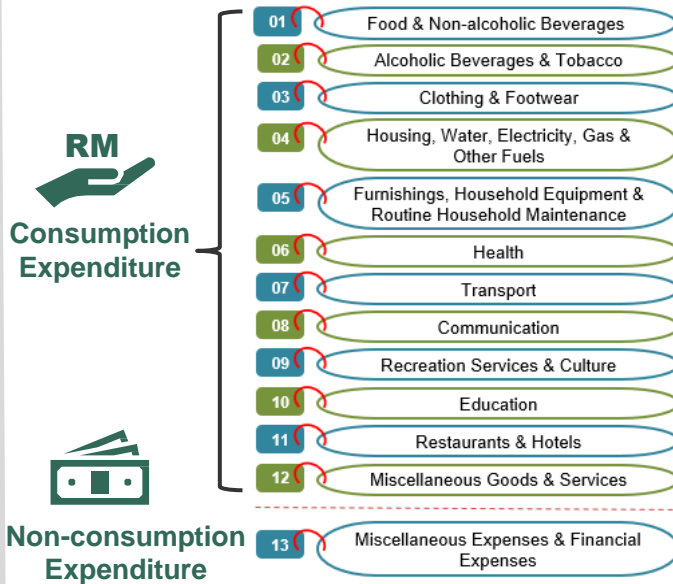 RM
Consumption
Expenditure
01
Food & Non-alcoholic Beverages
02
Alcoholic Beverages & Tobacco
03
Clothing & Footwear
04
Housing, Water, Electricity, Gas &
Other Fuels
05
Furnishings, Household Equipment &
Routine Household Maintenance
06
Health
07
Transport
08
Communication
09
Recreation Services & Culture
10
Education
11
Restaurants & Hotels
12
Miscellaneous Goods & Services
Non-consumption
Expenditure
13
Miscellaneous Expenses & Financial
Expenses